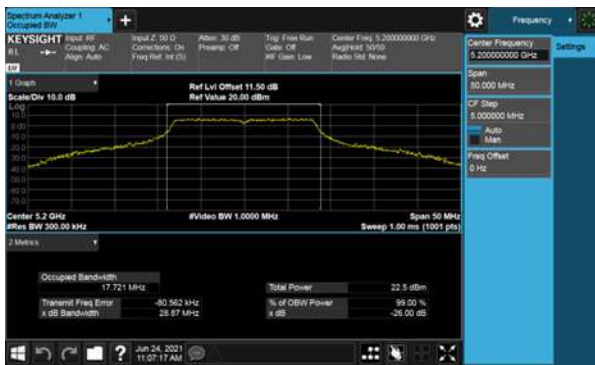 Spectrum Analyzer 1
Occupied BW
+
Frequency
KEYSIGHT
Input: RF
Coupling: AC
Align: Auto
Input Z: 50 Ω
Corrections: On
Freq Ref: Int (S)
Atten: 30 dB
Preamp: Off
Trig: Free Run
Gate: Off
#IF Gain: Low
Center Freq: 5.200000000 GHz
Avg|Hold: 50/50
Radio Std: None
Center Frequency
5.200000000 GHz
Settings
Span
50.000 MHz
CF Step
5.000000 MHz
Auto
Man
Freq Offset
0 Hz
1 Graph
Scale/Div 10.0 dB
Ref Lvl Offset 11.50 dB
Ref Value 20.00 dBm
Log
10.0
Center 5.2 GHz
#Res BW 300.00 kHz
#Video BW 1.0000 MHz
Span 50 MHz
Sweep 1.00 ms (1001 pts)
2 Metrics
Occupied Bandwidth
17.721 MHz
Total Power 22.5 dBm
Transmit Freq Error -80.562 kHz
% of OBW Power 99.00 %
x dB Bandwidth 28.87 MHz
x dB -26.00 dB
?
Jun 24, 2021
11:07:17 AM